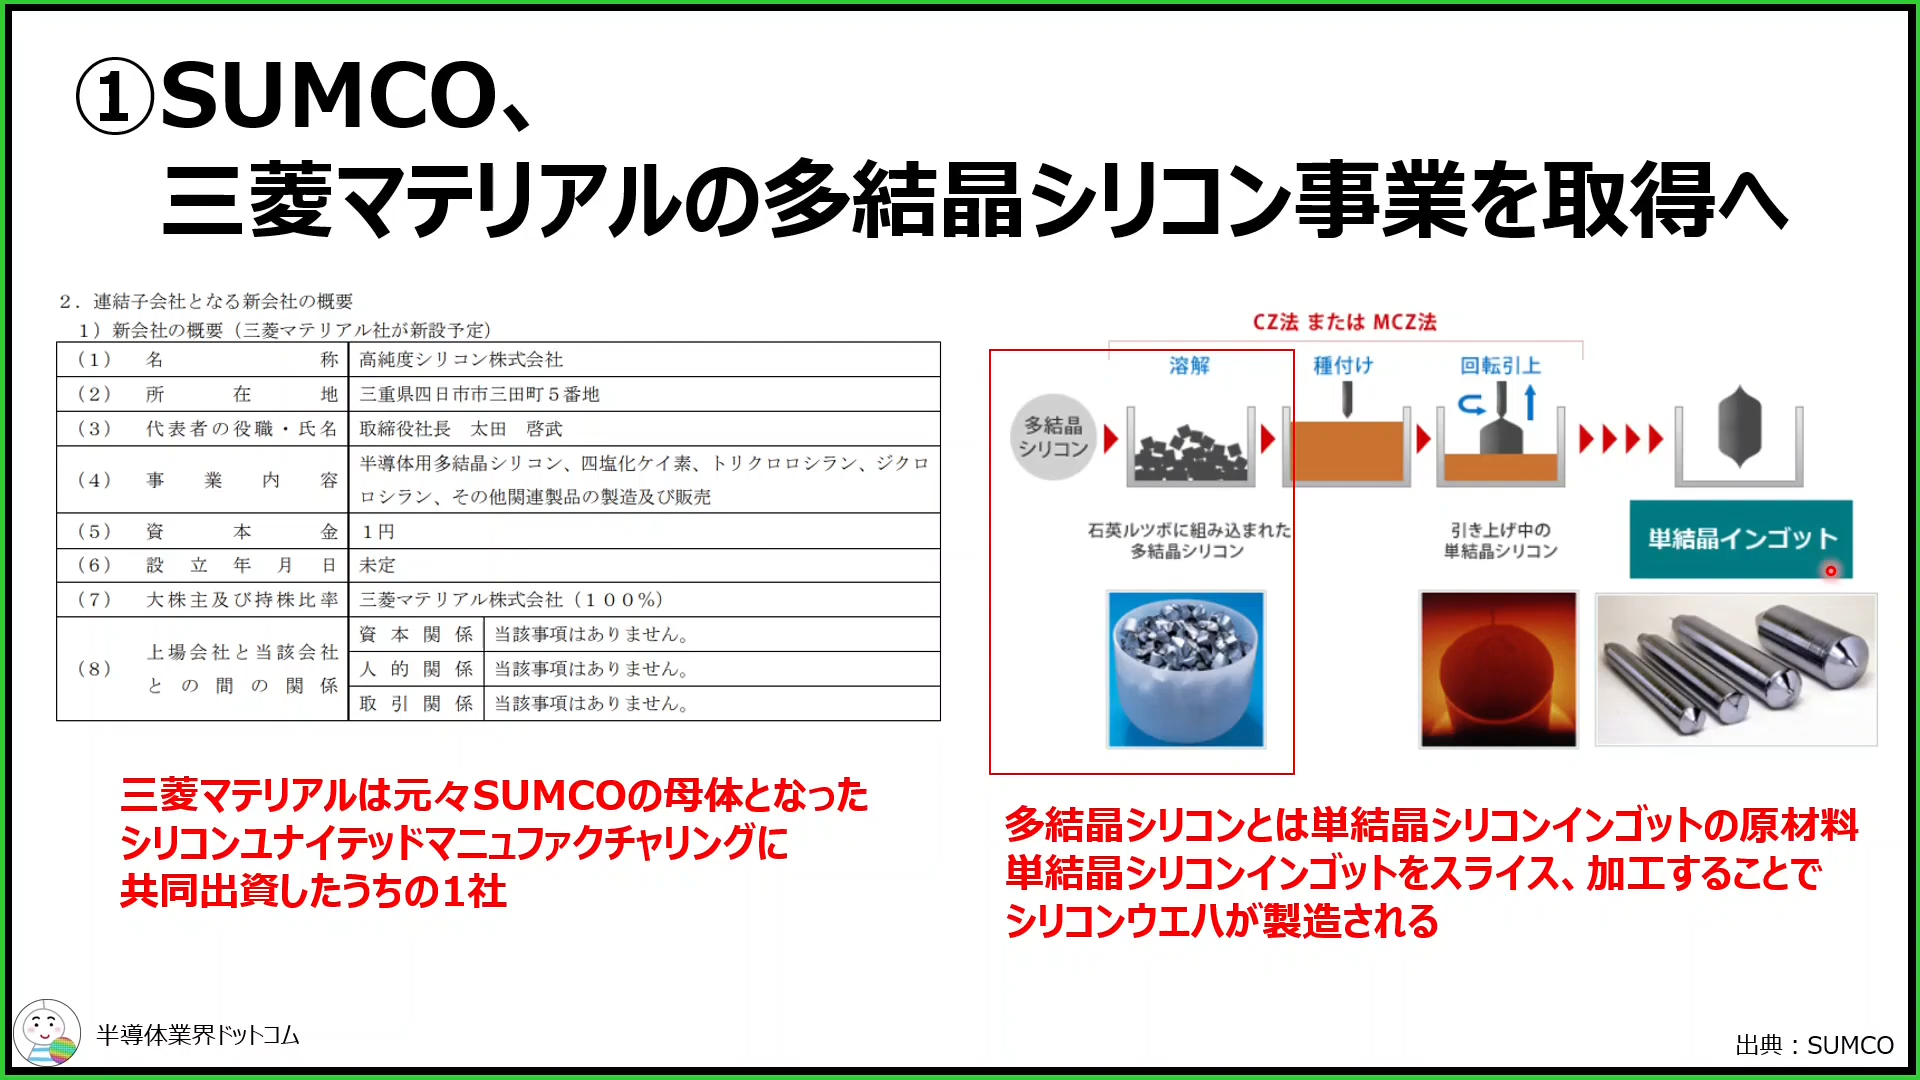 ①SUMCO、
三菱マテリアルの多結晶シリコン事業を取得へ
２．連結子会社となる新会社の概要
１）新会社の概要（三菱マテリアル社が新設予定）
（1） 名称 高純度シリコン株式会社
（2） 所在地 三重県四日市市三田町５番地
（3） 代表者の役職・氏名 取締役社長　太田　啓武
（4） 事業内容 半導体用多結晶シリコン、四塩化ケイ素、トリクロロシラン、ジクロ
ロシラン、その他関連製品の製造及び販売
（5） 資本金 １円
（6） 設立年月日 未定
（7） 大株主及び持株比率 三菱マテリアル株式会社（１００％）
（8） 上場会社と当該会社
との間の関係
資本関係 当該事項はありません。
人的関係 当該事項はありません。
取引関係 当該事項はありません。
三菱マテリアルは元々SUMCOの母体となった
シリコンユナイテッドマニュファクチャリングに
共同出資したうちの1社
CZ法 または MCZ法
溶解 種付け 回転引上
多結晶
シリコン
石英ルツボに組み込まれた
多結晶シリコン
引き上げ中の
単結晶シリコン
単結晶インゴット
多結晶シリコンとは単結晶シリコンインゴットの原材料
単結晶シリコンインゴットをスライス、加工することで
シリコンウエハが製造される
半導体業界ドットコム
出典：SUMCO